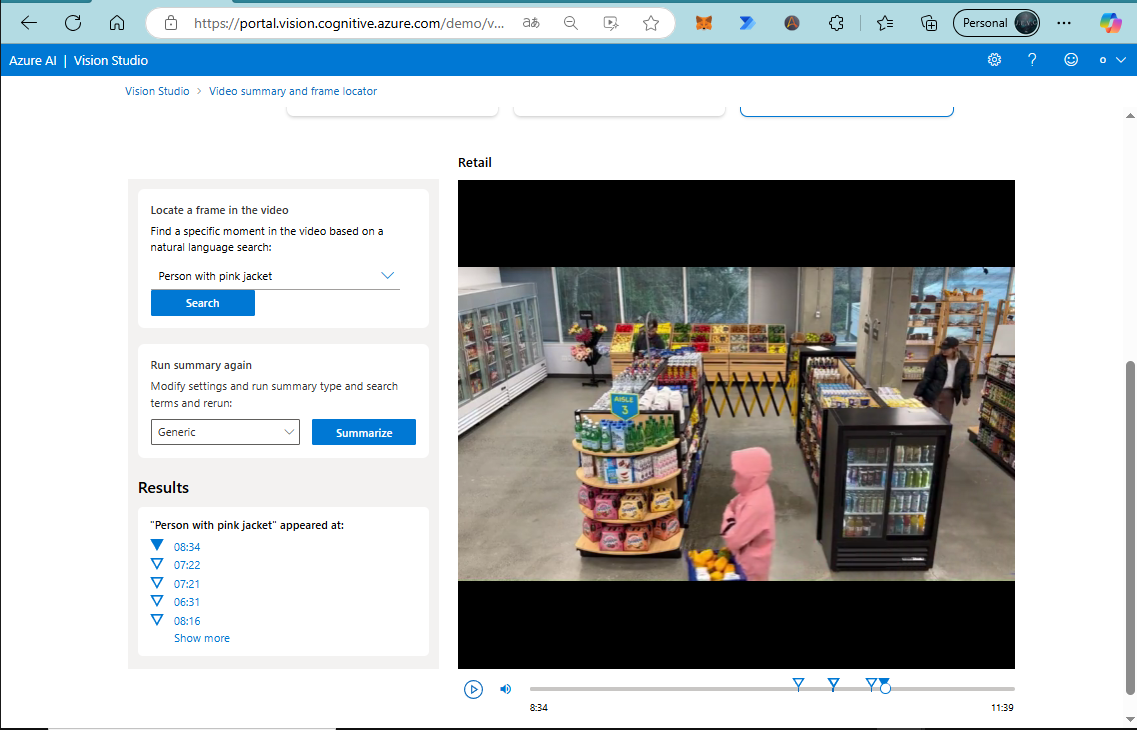 https://portal.vision.cognitive.azure.com/demo/v...
aあ
Personal
Azure AI | Vision Studio
Vision Studio > Video summary and frame locator
Retail
Locate a frame in the video
Find a specific moment in the video based on a
natural language search:
Person with pink jacket
Search
Run summary again
Modify settings and run summary type and search
terms and rerun:
Generic
Summarize
Results
"Person with pink jacket" appeared at:
08:34
07:22
07:21
06:31
08:16
Show more
AISLE
3
8:34
11:39